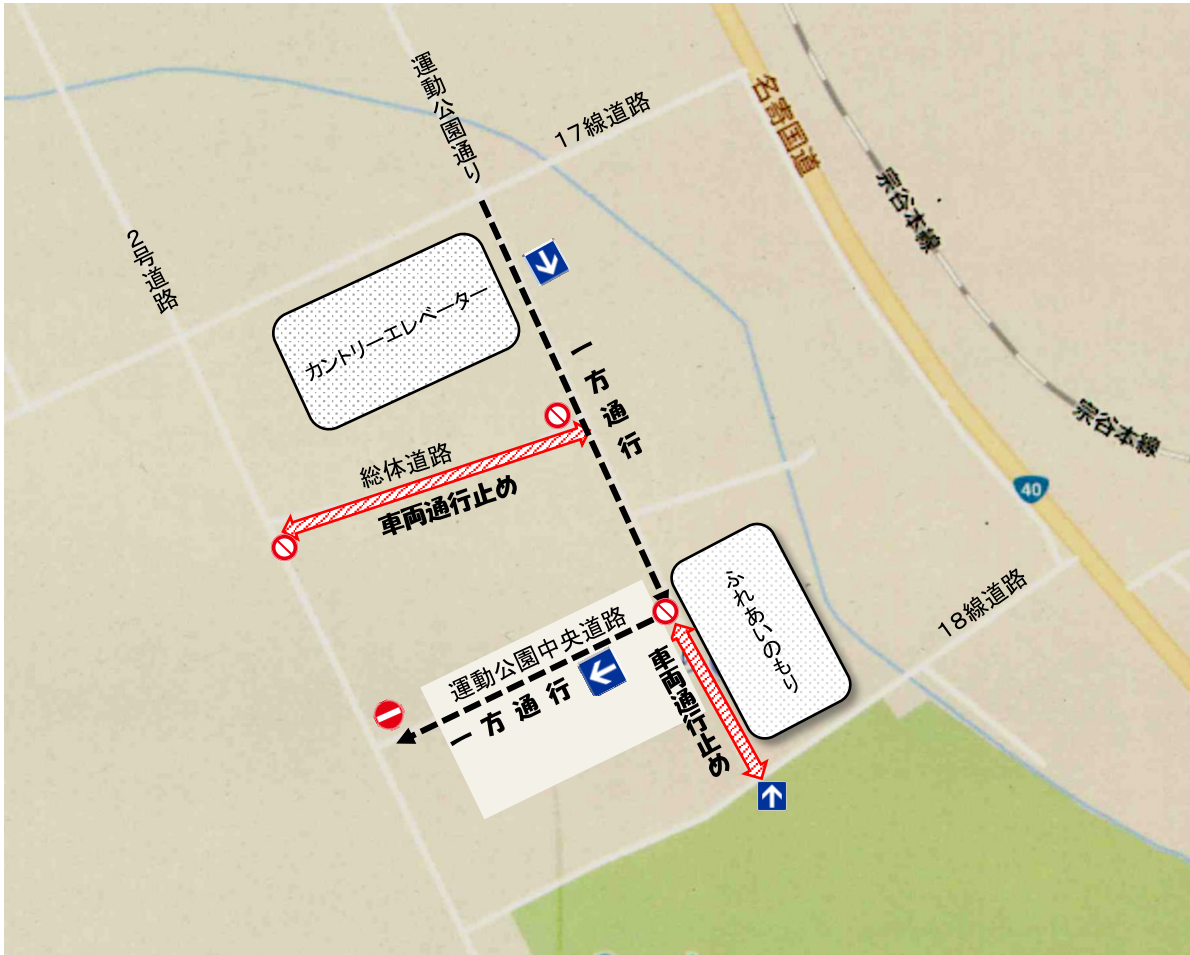 運動公園通り
17線道路
名寄国道
宗谷本線
2号道路
カントリーエレベーター
一方通行
宗谷本線
総体道路
車両通行止め
40
ふれあいのもり
18線道路
運動公園中央道路
一方通行
車両通行止め